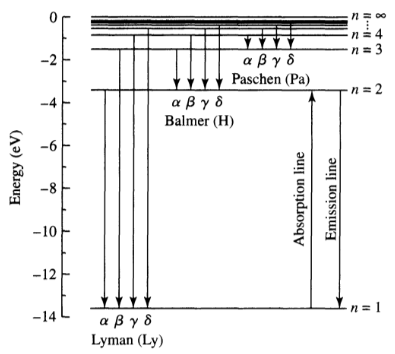 0
−2
−4
−6
−8
−10
−12
−14
Energy (eV)
n = ∞
n = 4
n = 3
n = 2
n = 1
α β γ δ
Paschen (Pa)
α β γ δ
Balmer (H)
α β γ δ
Lyman (Ly)
Absorption line
Emission line